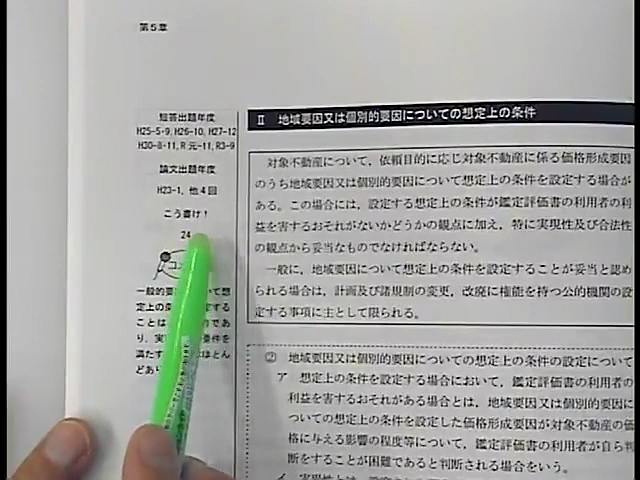 第5章
短答出題年度
H25-5·9, H26-10, H27-12
H30-8·11, R元-11, R3-9
論文出題年度
H23-1, 他4回
こう書け!
24
一般的要
て想
定上の
する
ことは
であ
り、実
条件を
満た
ほとん
どあ
Ⅱ 地域要因又は個別的要因についての想定上の条件
対象不動産について、依頼目的に応じ対象不動産に係る価格形成要因
のうち地域要因又は個別的要因について想定上の条件を設定する場合が
ある。この場合には、設定する想定上の条件が鑑定評価書の利用者の利
益を害するおそれがないかどうかの観点に加え、特に実現性及び合法性
の観点から妥当なものでなければならない。
一般に、地域要因について想定上の条件を設定することが妥当と認め
られる場合は、計画及び諸規制の変更、改廃に権能を持つ公的機関の設
定する事項に主として限られる。
② 地域要因又は個別的要因についての想定上の条件の設定につい
ア 想定上の条件を設定する場合において、鑑定評価書の利用者の
利益を害するおそれがある場合とは、地域要因又は個別的要因に
ついての想定上の条件を設定した価格形成要因が対象不動産の価
格に与える影響の程度等について、鑑定評価書の利用者が自ら判
断をすることが困難であると判断される場合をいう。